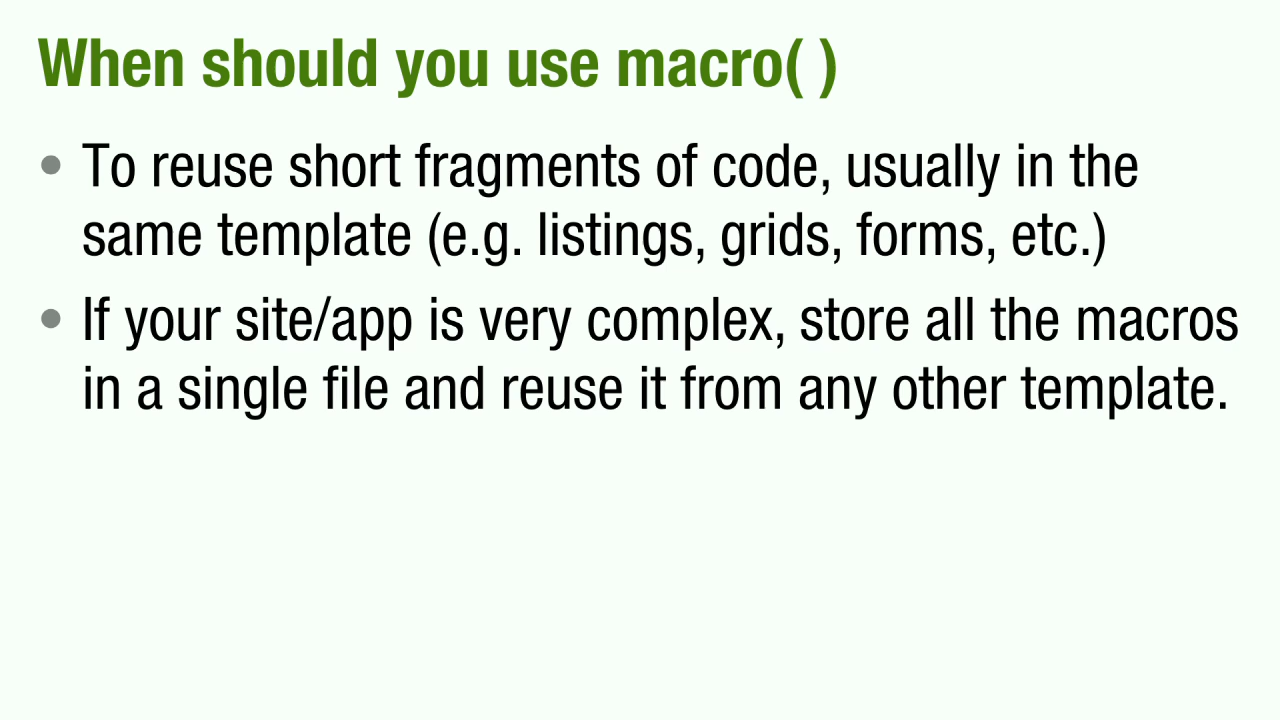 When should you use macro( )
• To reuse short fragments of code, usually in the
same template (e.g. listings, grids, forms, etc.)
• If your site/app is very complex, store all the macros
in a single file and reuse it from any other template.